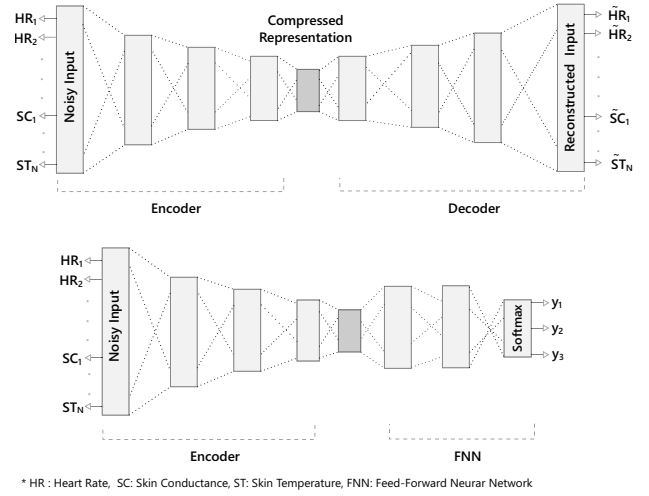 Compressed
Representation
HR₁
HR₂
SC₁
STₙ
Noisy Input
Reconstructed Input
H̃R₁
H̃R₂
S̃C₁
S̃Tₙ
Encoder
Decoder
HR₁
HR₂
SC₁
STₙ
Noisy Input
Softmax
y₁
y₂
y₃
Encoder
FNN
* HR : Heart Rate, SC: Skin Conductance, ST: Skin Temperature, FNN: Feed-Forward Neurar Network